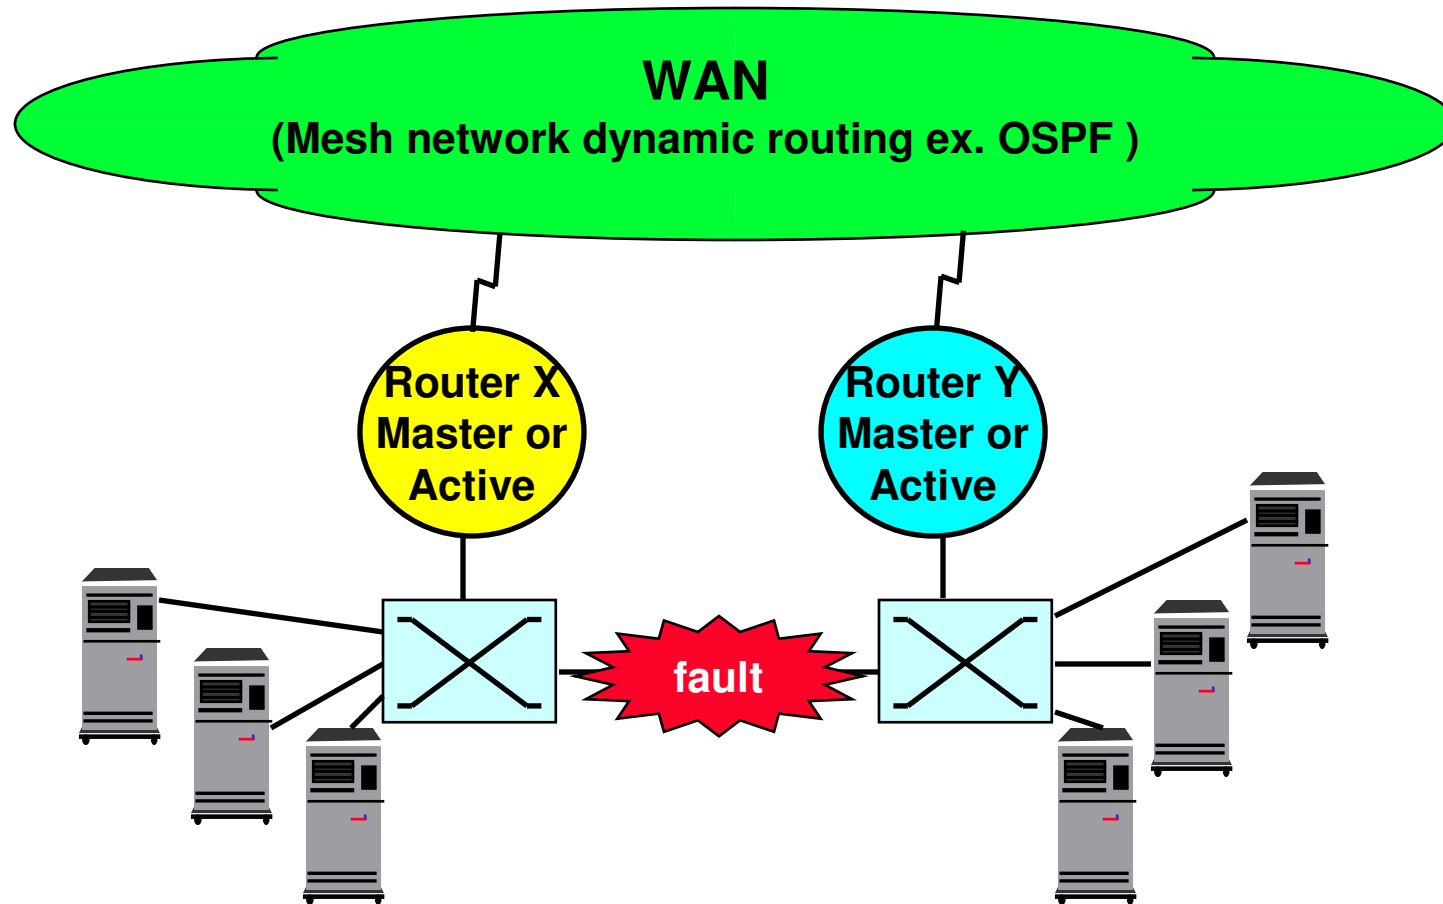 WAN
(Mesh network dynamic routing ex. OSPF )
Router X
Master or
Active
Router Y
Master or
Active
fault